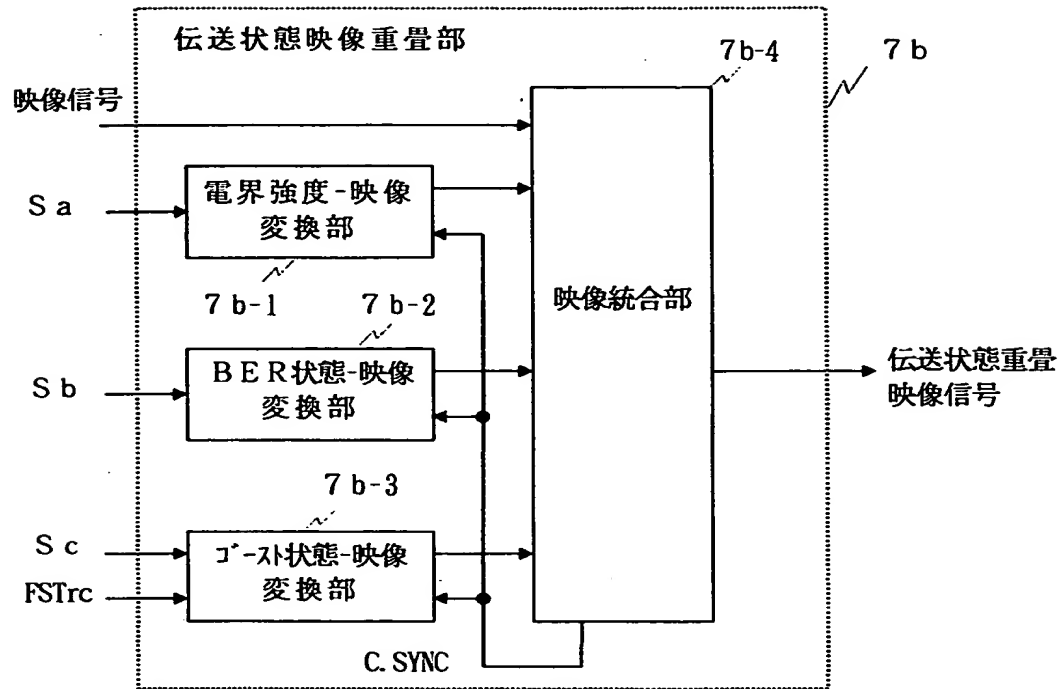 伝送状態映像重畳部
7b-4
7b
映像信号
電界強度-映像
変換部
Sa
7b-1
7b-2
映像統合部
BER状態-映像
変換部
Sb
伝送状態重畳
映像信号
7b-3
Sc
ｺﾞｰｽﾄ状態-映像
変換部
FSTrc
C.SYNC